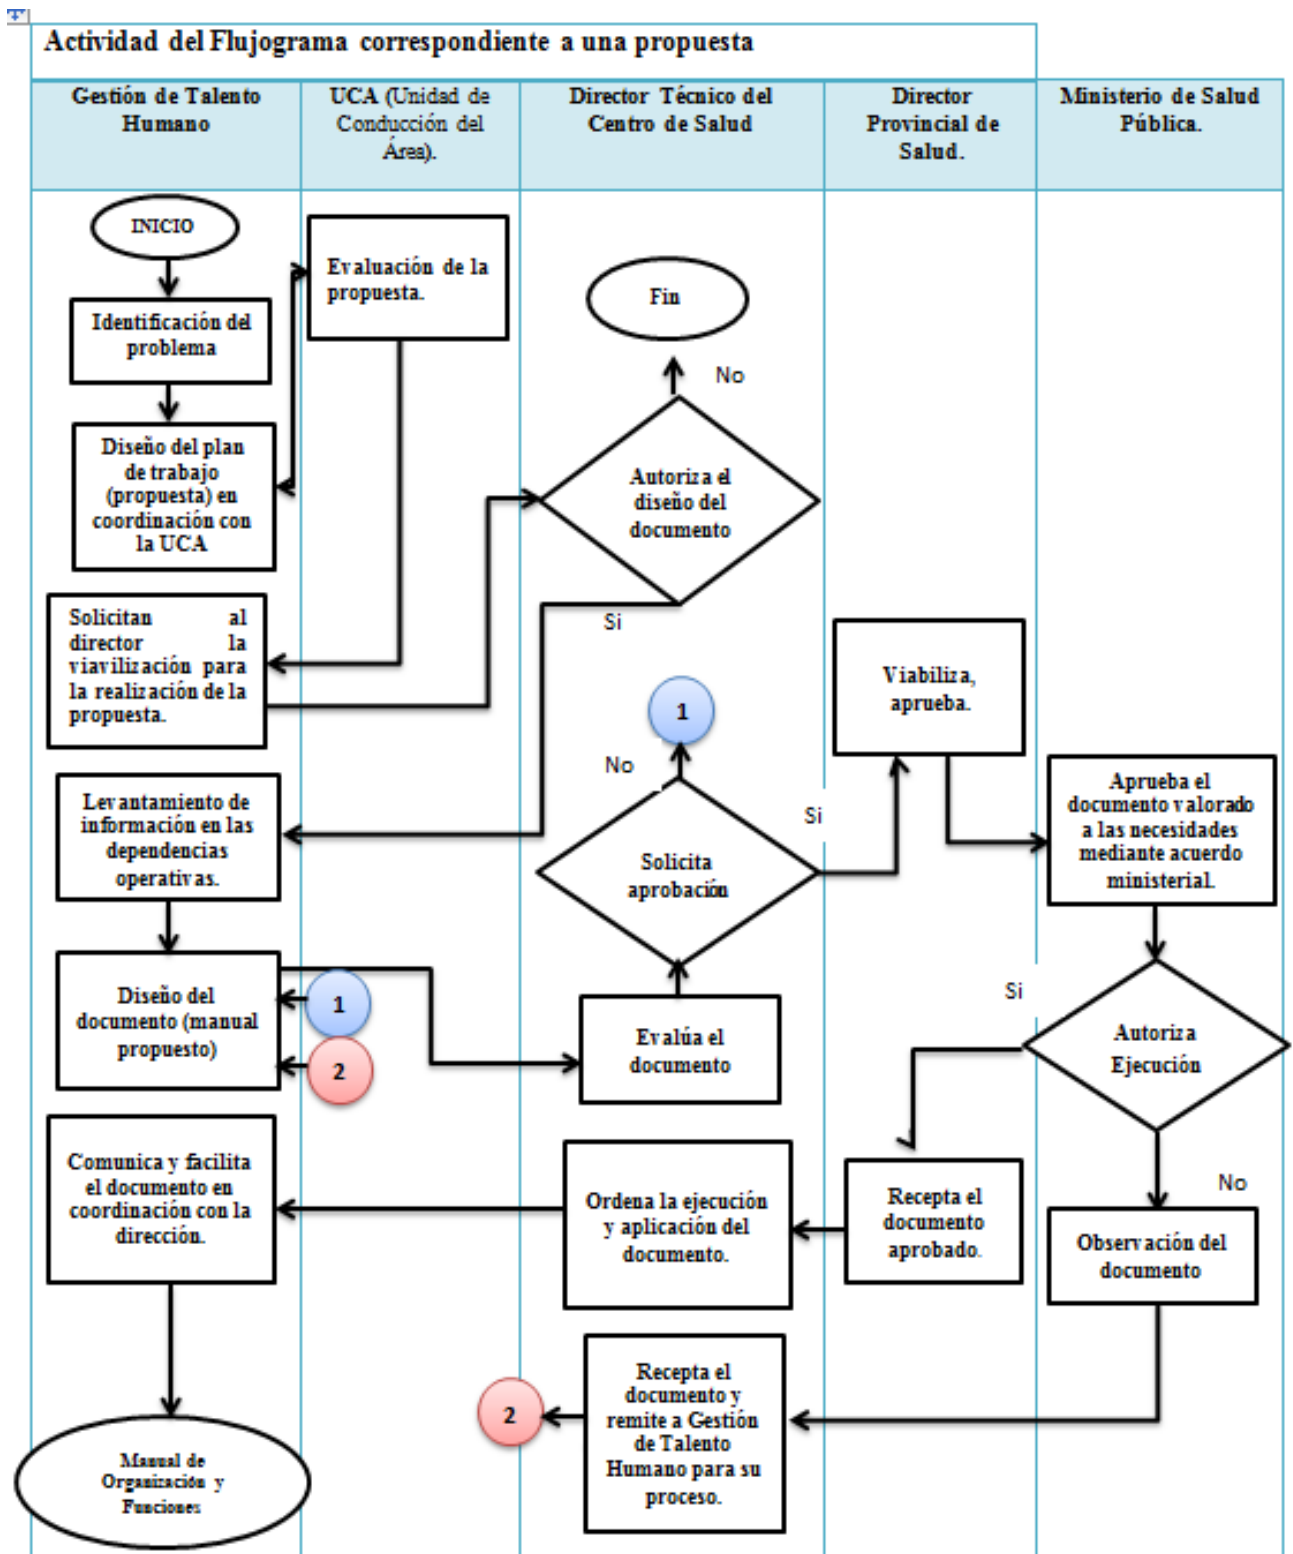 Actividad del Flujograma correspondiente a una propuesta
Gestión de Talento
Humano
UCA (Unidad de
Conducción del
Área).
Director Técnico del
Centro de Salud
Director
Provincial de
Salud.
Ministerio de Salud
Pública.
INICIO
Identificación del
problema
Diseño del plan
de trabajo
(propuesta) en
coordinación con
la UCA
Evaluación de la
propuesta.
Fin
No
Autoriza el
diseño del
documento
Si
Solicitan al
director la
viavilización para
la realización de la
propuesta.
Levantamiento de
información en las
dependencias
operativas.
1
No
Solicita
aprobación
Si
Viabiliza,
aprueba.
Aprueba el
documento valorado
a las necesidades
mediante acuerdo
ministerial.
Diseño del
documento (manual
propuesto)
1
2
Evalúa el
documento
Si
Autoriza
Ejecución
No
Comunica y facilita
el documento en
coordinación con la
dirección.
Ordena la ejecución
y aplicación del
documento.
Recepta el
documento
aprobado.
Observación del
documento
2
Recepta el
documento y
remite a Gestión
de Talento
Humano para su
proceso.
Manual de
Organización y
Funciones